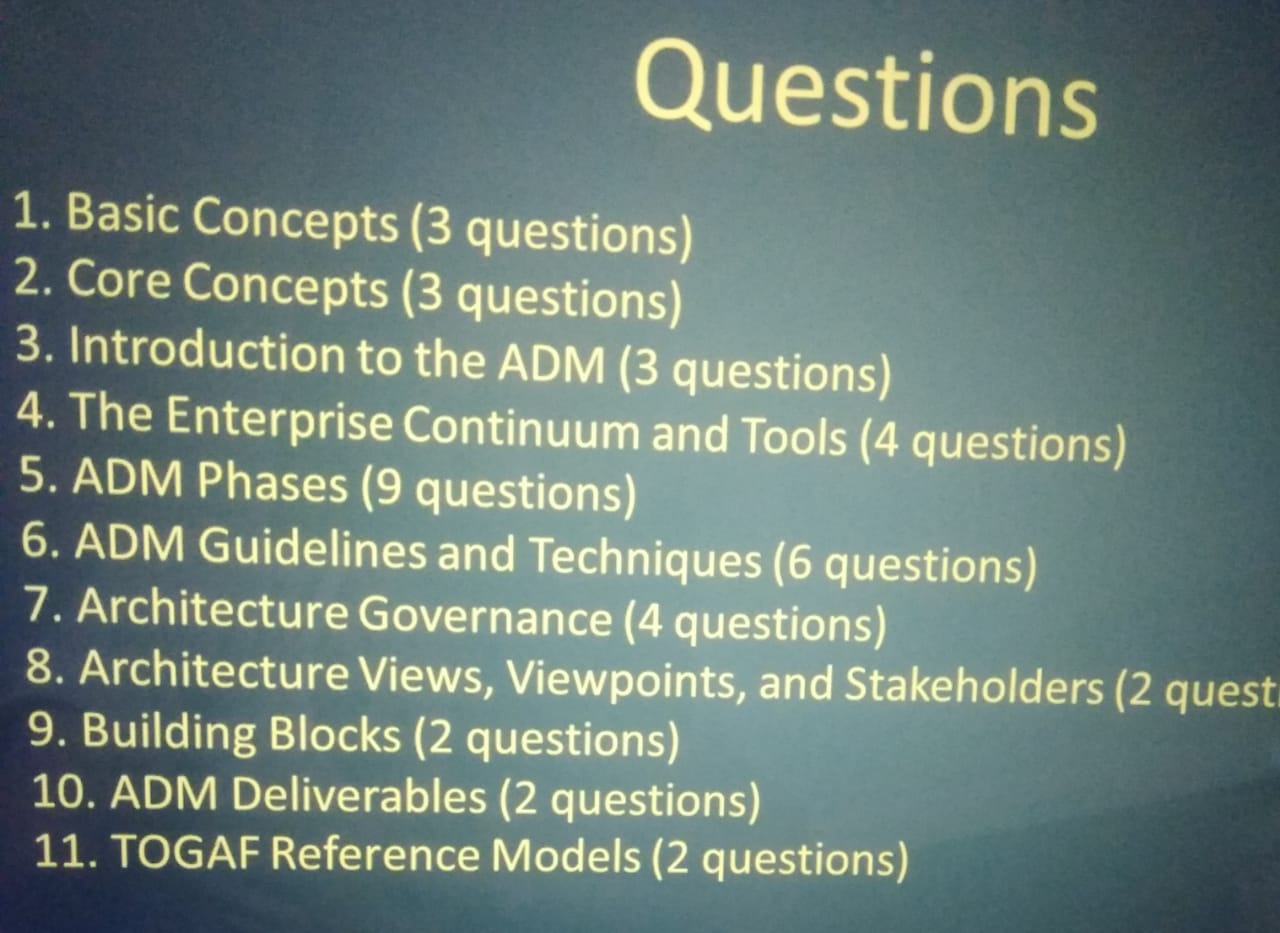 Questions
1. Basic Concepts (3 questions)
2. Core Concepts (3 questions)
3. Introduction to the ADM (3 questions)
4. The Enterprise Continuum and Tools (4 questions)
5. ADM Phases (9 questions)
6. ADM Guidelines and Techniques (6 questions)
7. Architecture Governance (4 questions)
8. Architecture Views, Viewpoints, and Stakeholders (2
9. Building Blocks (2 questions)
10. ADM Deliverables (2 questions)
11. TOGAF Reference Models (2 questions)